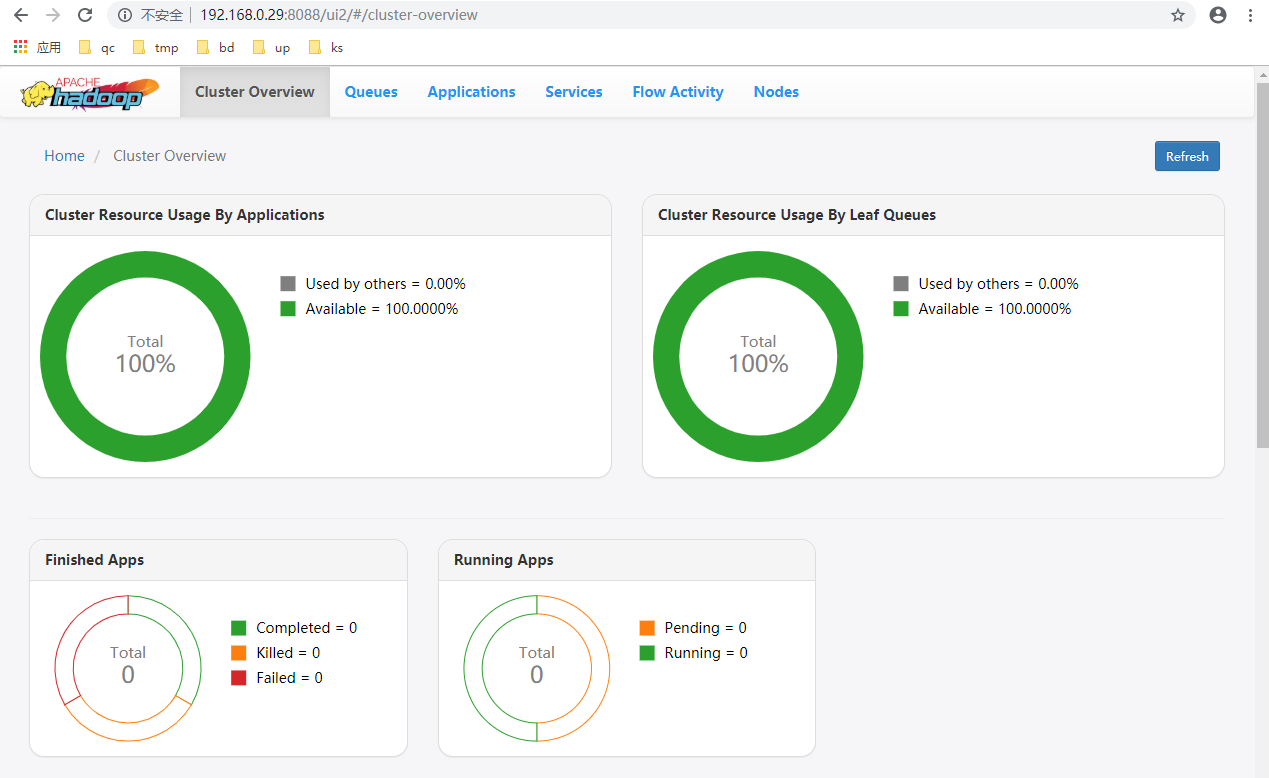 不安全 192.168.0.29:8088/ui2/#/cluster-overview
应用 qc tmp bd up ks
APACHE hadoop Cluster Overview Queues Applications Services Flow Activity Nodes
Home / Cluster Overview Refresh
Cluster Resource Usage By Applications
Total
100%
Used by others = 0.00%
Available = 100.0000%
Cluster Resource Usage By Leaf Queues
Total
100%
Used by others = 0.00%
Available = 100.0000%
Finished Apps
Total
0
Completed = 0
Killed = 0
Failed = 0
Running Apps
Total
0
Pending = 0
Running = 0